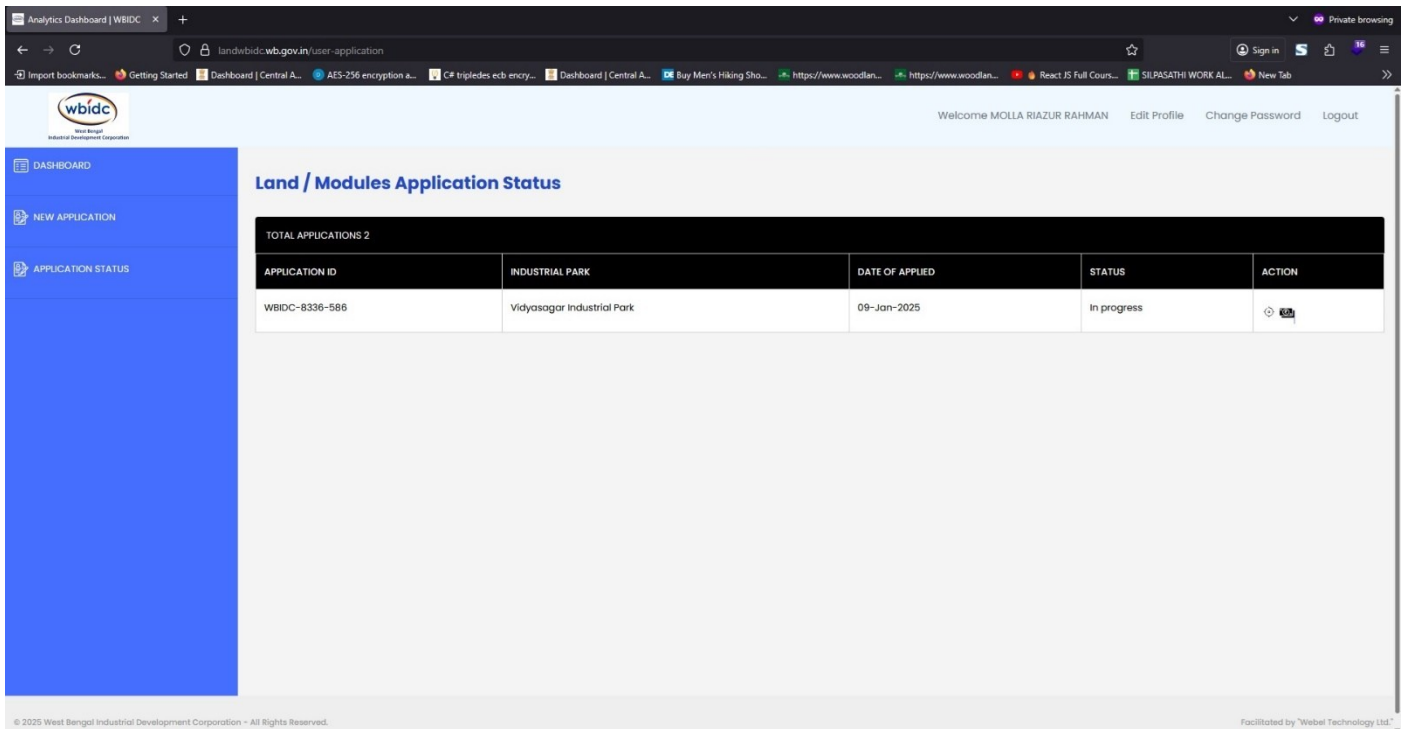 Analytics Dashboard | WBIDC
Private browsing
landwbidc.wb.gov.in/user-application
Sign in
16
Import bookmarks...
Getting Started
Dashboard | Central A...
AES-256 encryption a...
C# tripledes ecb encry...
Dashboard | Central A...
Buy Men's Hiking Sho...
https://www.woodlan...
https://www.woodlan...
React JS Full Cours...
SILPASATHI WORK AL...
New Tab
wbidc
West Bengal
Industrial Development Corporation
Welcome MOLLA RIAZUR RAHMAN
Edit Profile
Change Password
Logout
DASHBOARD
NEW APPLICATION
APPLICATION STATUS
Land / Modules Application Status
TOTAL APPLICATIONS 2
APPLICATION ID
INDUSTRIAL PARK
DATE OF APPLIED
STATUS
ACTION
WBIDC-8336-586
Vidyasagar Industrial Park
09-Jan-2025
In progress
© 2025 West Bengal Industrial Development Corporation - All Rights Reserved.
Facilitated by "Webel Technology Ltd."